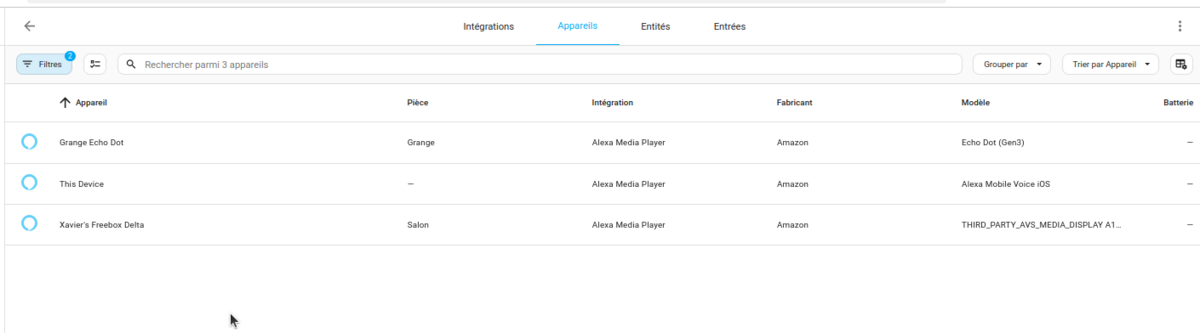 Intégrations Appareils Entités Entrées
Filtres 2 Rechercher parmi 3 appareils Grouper par Trier par Appareil
Appareil Pièce Intégration Fabricant Modèle Batterie
Grange Echo Dot Grange Alexa Media Player Amazon Echo Dot (Gen3) –
This Device – Alexa Media Player Amazon Alexa Mobile Voice iOS –
Xavier's Freebox Delta Salon Alexa Media Player Amazon THIRD_PARTY_AVS_MEDIA_DISPLAY A1... –